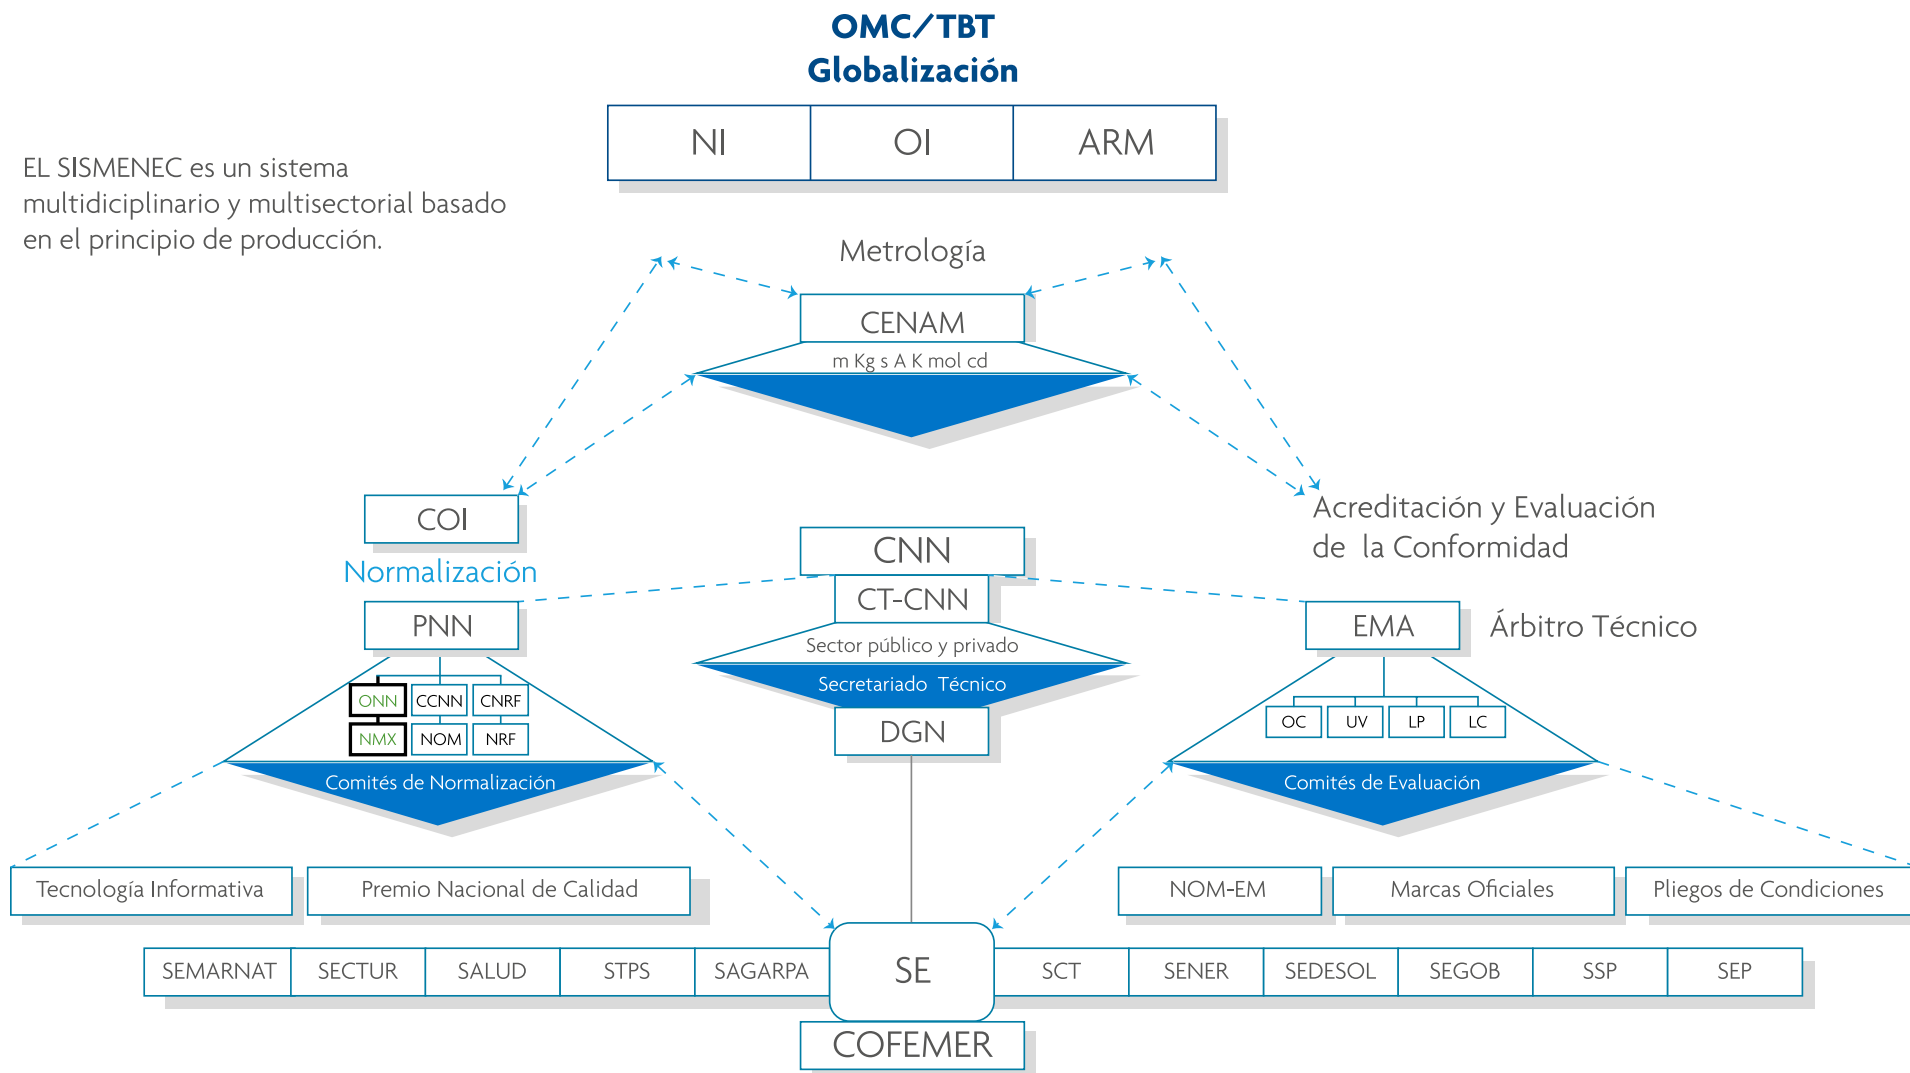 OMC/TBT
Globalización
NI
OI
ARM
EL SISMENEC es un sistema
multidiciplinario y multisectorial basado
en el principio de producción.
Metrología
CENAM
m Kg s A K mol cd
COI
Normalización
CNN
CT-CNN
Sector público y privado
Secretariado Técnico
DGN
Acreditación y Evaluación
de la Conformidad
PNN
ONN
CCNN
CNRF
NMX
NOM
NRF
Comités de Normalización
EMA
Árbitro Técnico
OC
UV
LP
LC
Comités de Evaluación
Tecnología Informativa
Premio Nacional de Calidad
NOM-EM
Marcas Oficiales
Pliegos de Condiciones
SEMARNAT
SECTUR
SALUD
STPS
SAGARPA
SE
SCT
SENER
SEDESOL
SEGOB
SSP
SEP
COFEMER